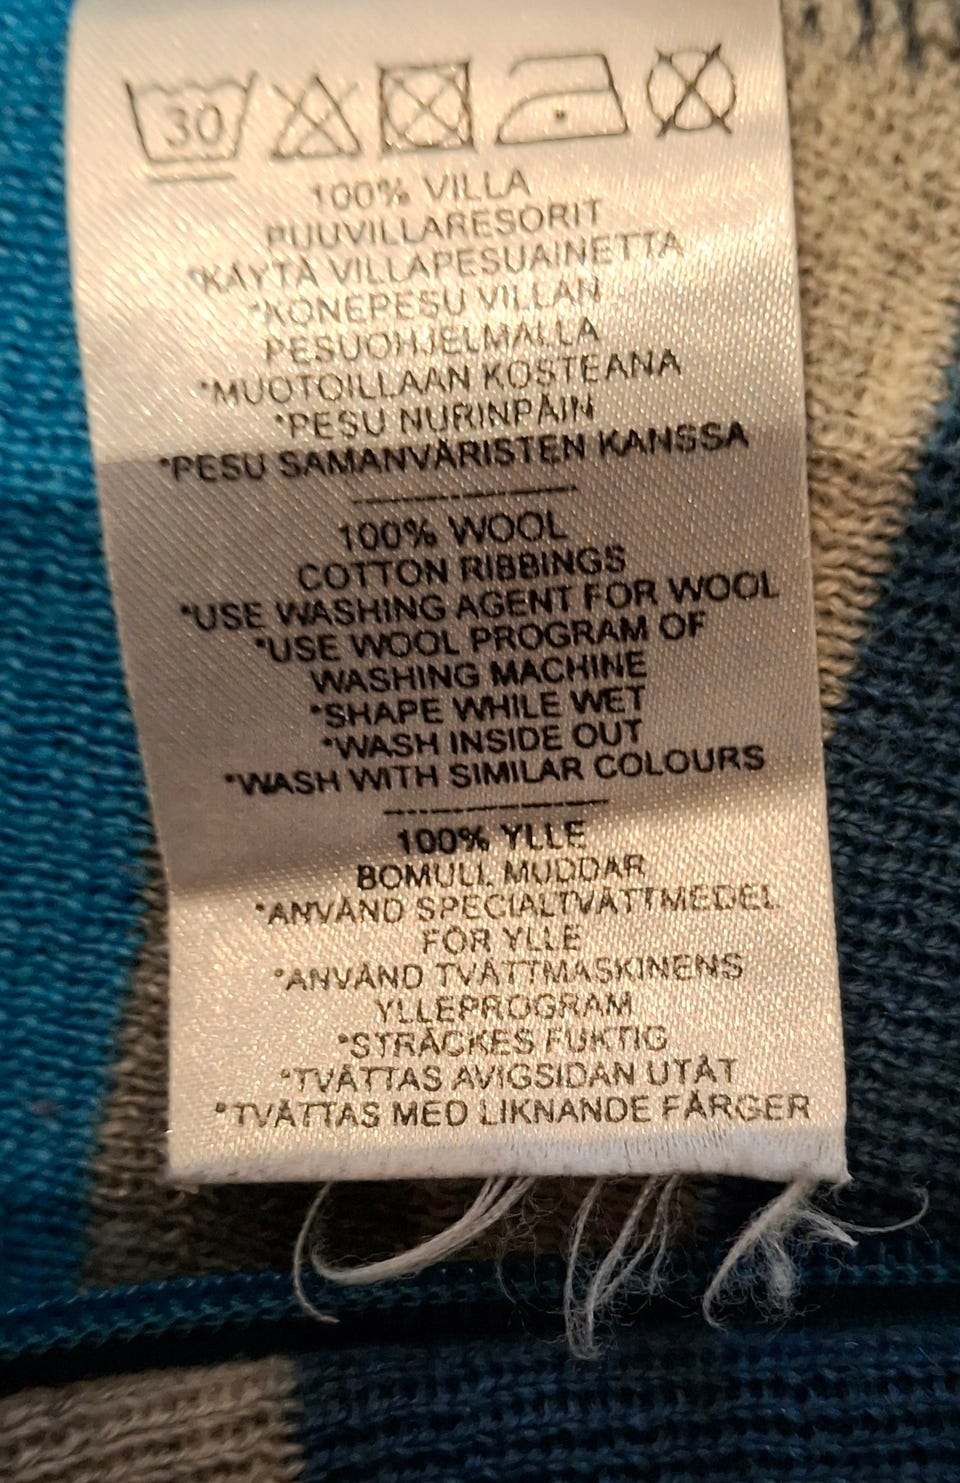 30
100% VILLA
PUUVILLARESORIT
*KÄYTÄ VILLAPESUAINETTA
*KONEPESU VILLAN
PESUOHJELMALLA
*MUOTOILLAAN KOSTEANA
*PESU NURINPÄIN
*PESU SAMANVÄRISTEN KANSSA
100% WOOL
COTTON RIBBINGS
*USE WASHING AGENT FOR WOOL
*USE WOOL PROGRAM OF
WASHING MACHINE
*SHAPE WHILE WET
*WASH INSIDE OUT
*WASH WITH SIMILAR COLOURS
100% YLLE
BOMULL MUDDAR
*ANVÄND SPECIALTVÄTTMEDEL
FÖR YLLE
*ANVÄND TVÄTTMASKINENS
YLLEPROGRAM
*STRÄCKES FUKTIG
*TVÄTTAS AVIGSIDAN UTÅT
*TVÄTTAS MED LIKNANDE FÄRGER